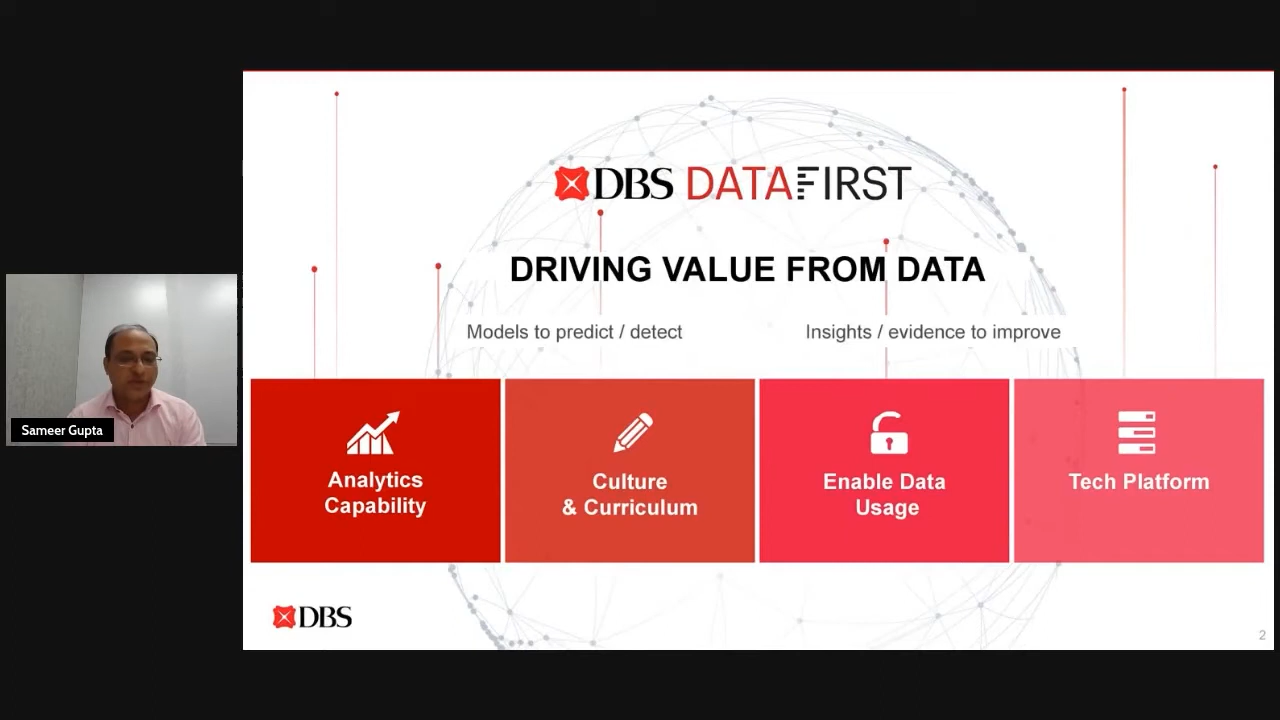 DBS DATAFIRST
DRIVING VALUE FROM DATA
Models to predict / detect
Insights / evidence to improve
Sameer Gupta
Analytics
Capability
Culture
& Curriculum
Enable Data
Usage
Tech Platform
DBS
2